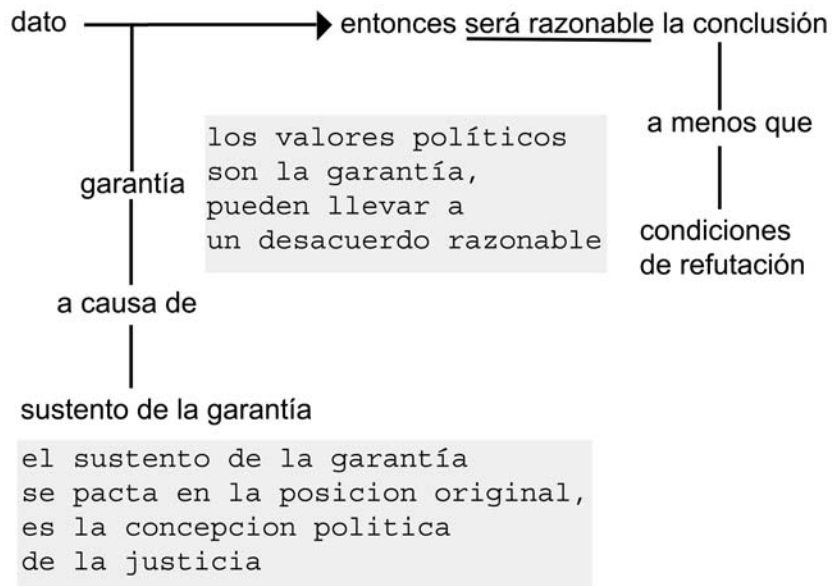 dato entonces será razonable la conclusión
los valores políticos
son la garantía,
pueden llevar a
un desacuerdo razonable
garantía
a menos que
condiciones
de refutación
a causa de
sustento de la garantía
el sustento de la garantía
se pacta en la posicion original,
es la concepcion politica
de la justicia